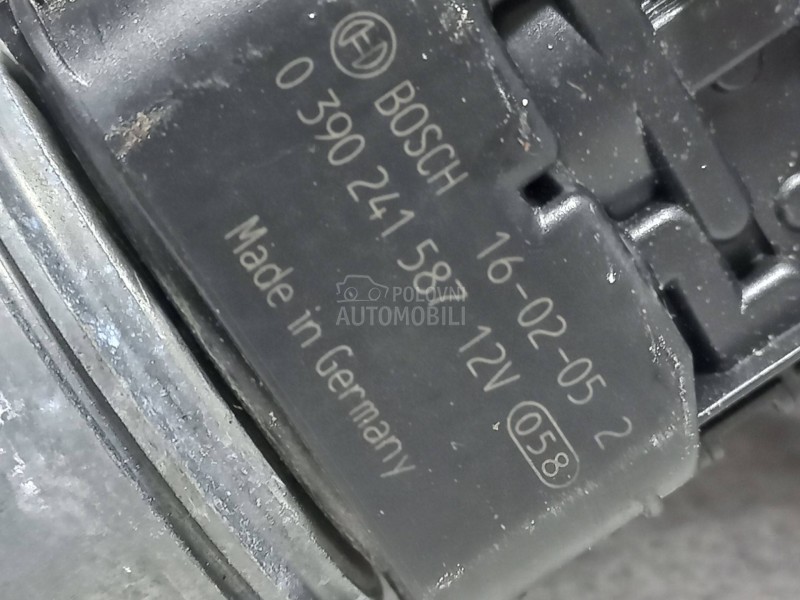 BOSCH 16-02-05 2
0 390 241 587 12V 058
Made in Germany
POLOVNI
AUTOMOBILI